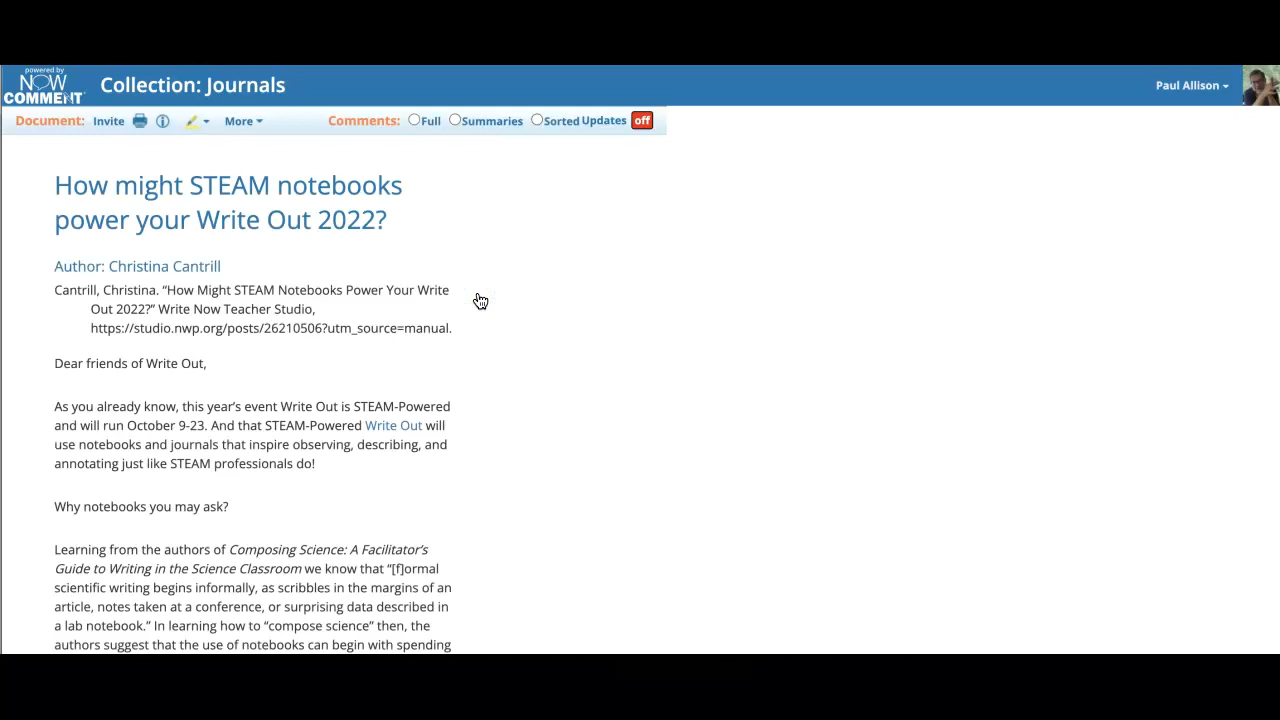 powered by
NOW
COMMENT
Collection: Journals
Paul Allison
Document: Invite More
Comments: Full Summaries Sorted Updates off
How might STEAM notebooks
power your Write Out 2022?
Author: Christina Cantrill
Cantrill, Christina. “How Might STEAM Notebooks Power Your Write
Out 2022?” Write Now Teacher Studio,
https://studio.nwp.org/posts/26210506?utm_source=manual.
Dear friends of Write Out,
As you already know, this year’s event Write Out is STEAM-Powered
and will run October 9-23. And that STEAM-Powered Write Out will
use notebooks and journals that inspire observing, describing, and
annotating just like STEAM professionals do!
Why notebooks you may ask?
Learning from the authors of Composing Science: A Facilitator’s
Guide to Writing in the Science Classroom we know that “[f]ormal
scientific writing begins informally, as scribbles in the margins of an
article, notes taken at a conference, or surprising data described in
a lab notebook.” In learning how to “compose science” then, the
authors suggest that the use of notebooks can begin with spending